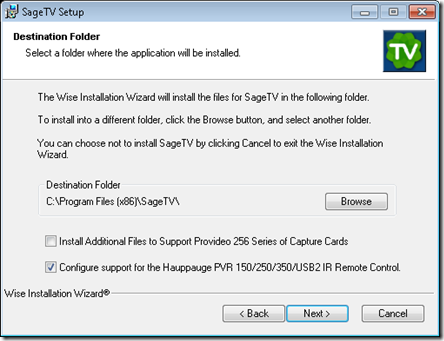 SageTV Setup
Destination Folder
Select a folder where the application will be installed.
TV
The Wise Installation Wizard will install the files for SageTV in the following folder.
To install into a different folder, click the Browse button, and select another folder.
You can choose not to install SageTV by clicking Cancel to exit the Wise Installation
Wizard.
Destination Folder
C:\Program Files (x86)\SageTV\
Browse
Install Additional Files to Support Provideo 256 Series of Capture Cards
Configure support for the Hauppauge PVR 150/250/350/USB2 IR Remote Control.
Wise Installation Wizard®
< Back
Next >
Cancel